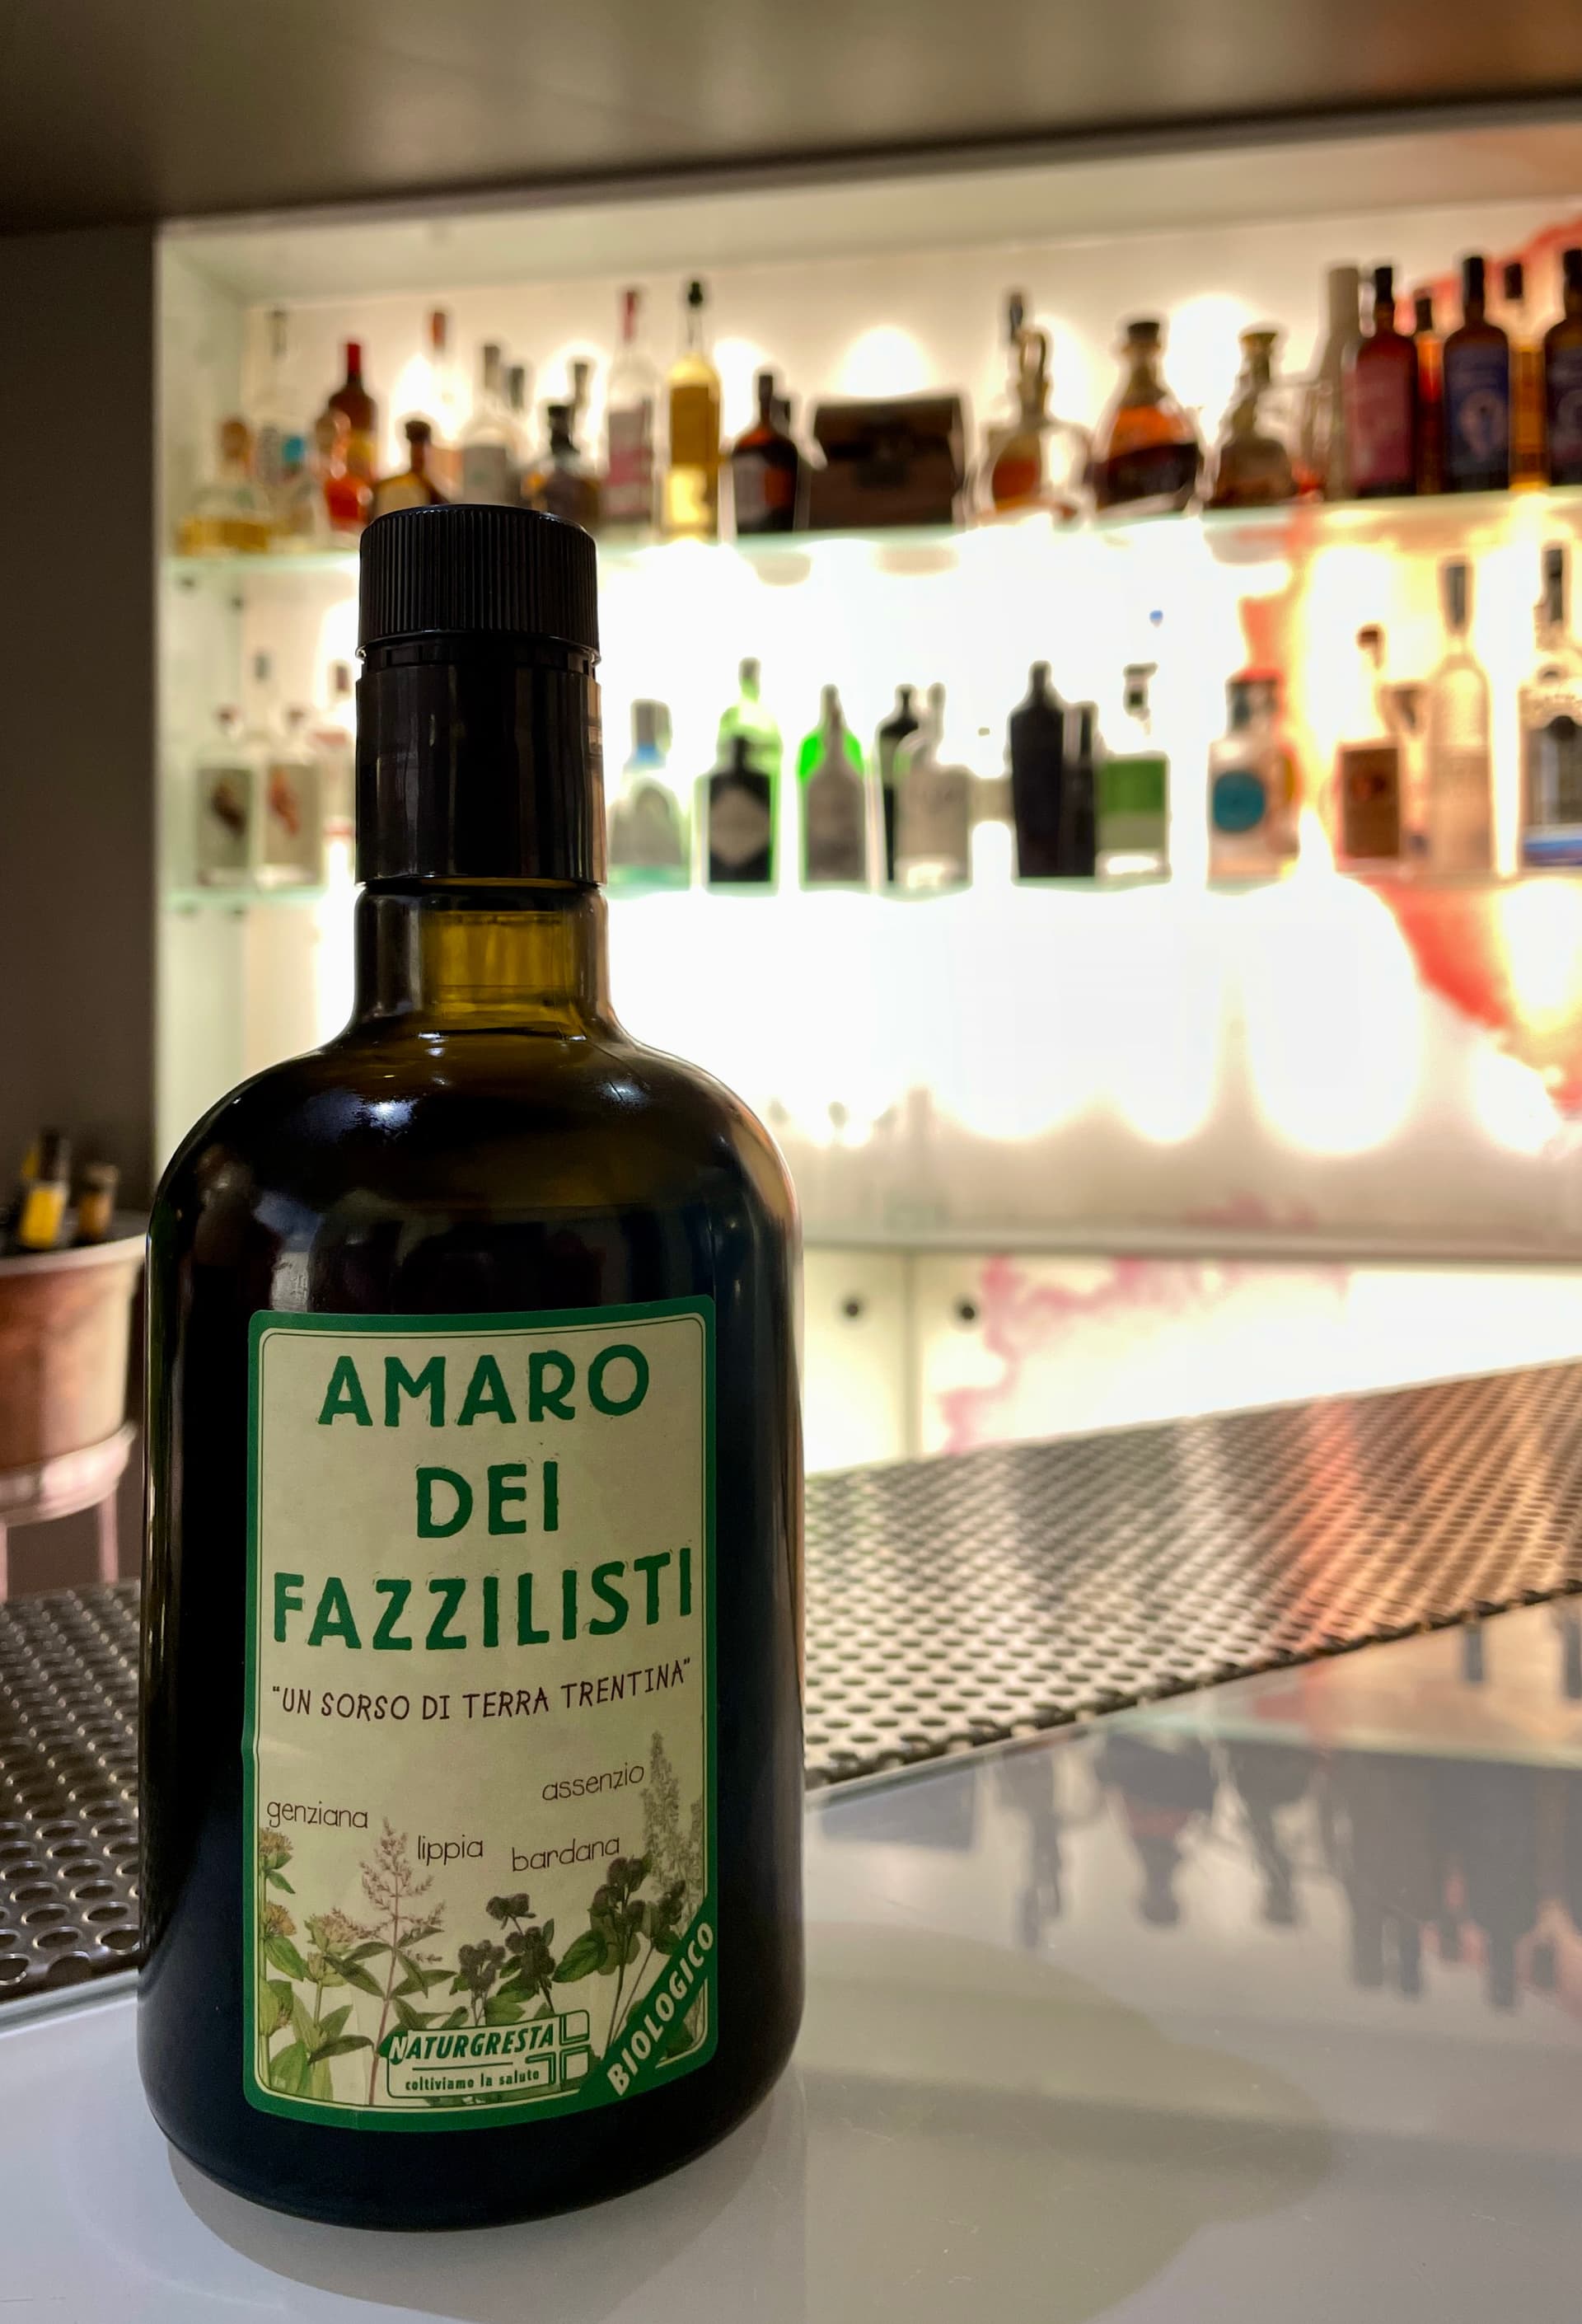 AMARO
DEI
FAZZILISTI
"UN SORSO DI TERRA TRENTINA"
assenzio
genziana
lippia
bardana
NATURGRESTA
coltiviamo la salute
BIOLOGICO